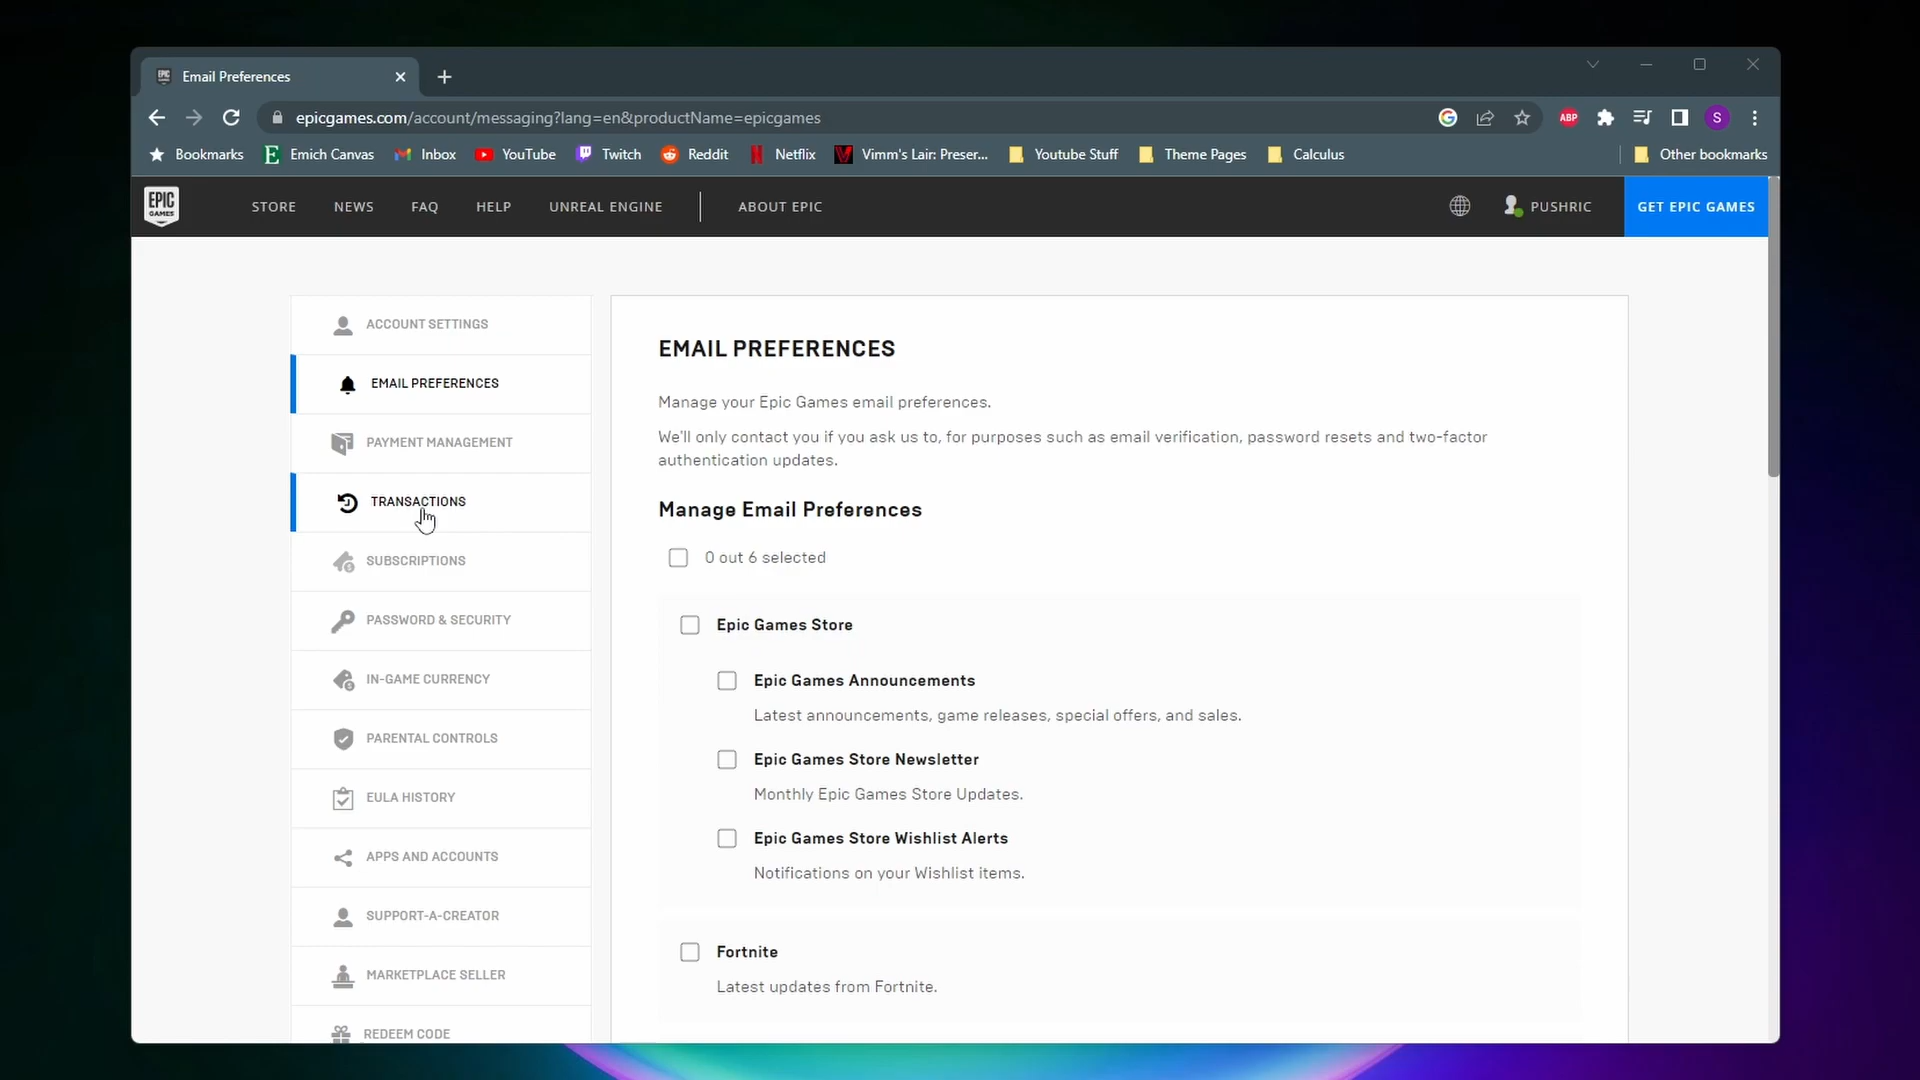 Email Preferences
epicgames.com/account/messaging?lang=en&productName=epicgames
ABP
S
Bookmarks
Emich Canvas
Inbox
YouTube
Twitch
Reddit
Netflix
Vimm's Lair: Preser...
Youtube Stuff
Theme Pages
Calculus
Other bookmarks
EPIC
GAMES
STORE
NEWS
FAQ
HELP
UNREAL ENGINE
ABOUT EPIC
PUSHRIC
GET EPIC GAMES
ACCOUNT SETTINGS
EMAIL PREFERENCES
PAYMENT MANAGEMENT
TRANSACTIONS
SUBSCRIPTIONS
PASSWORD & SECURITY
IN-GAME CURRENCY
PARENTAL CONTROLS
EULA HISTORY
APPS AND ACCOUNTS
SUPPORT-A-CREATOR
MARKETPLACE SELLER
REDEEM CODE
EMAIL PREFERENCES
Manage your Epic Games email preferences.
We'll only contact you if you ask us to, for purposes such as email verification, password resets and two-factor
authentication updates.
Manage Email Preferences
0 out 6 selected
Epic Games Store
Epic Games Announcements
Latest announcements, game releases, special offers, and sales.
Epic Games Store Newsletter
Monthly Epic Games Store Updates.
Epic Games Store Wishlist Alerts
Notifications on your Wishlist items.
Fortnite
Latest updates from Fortnite.